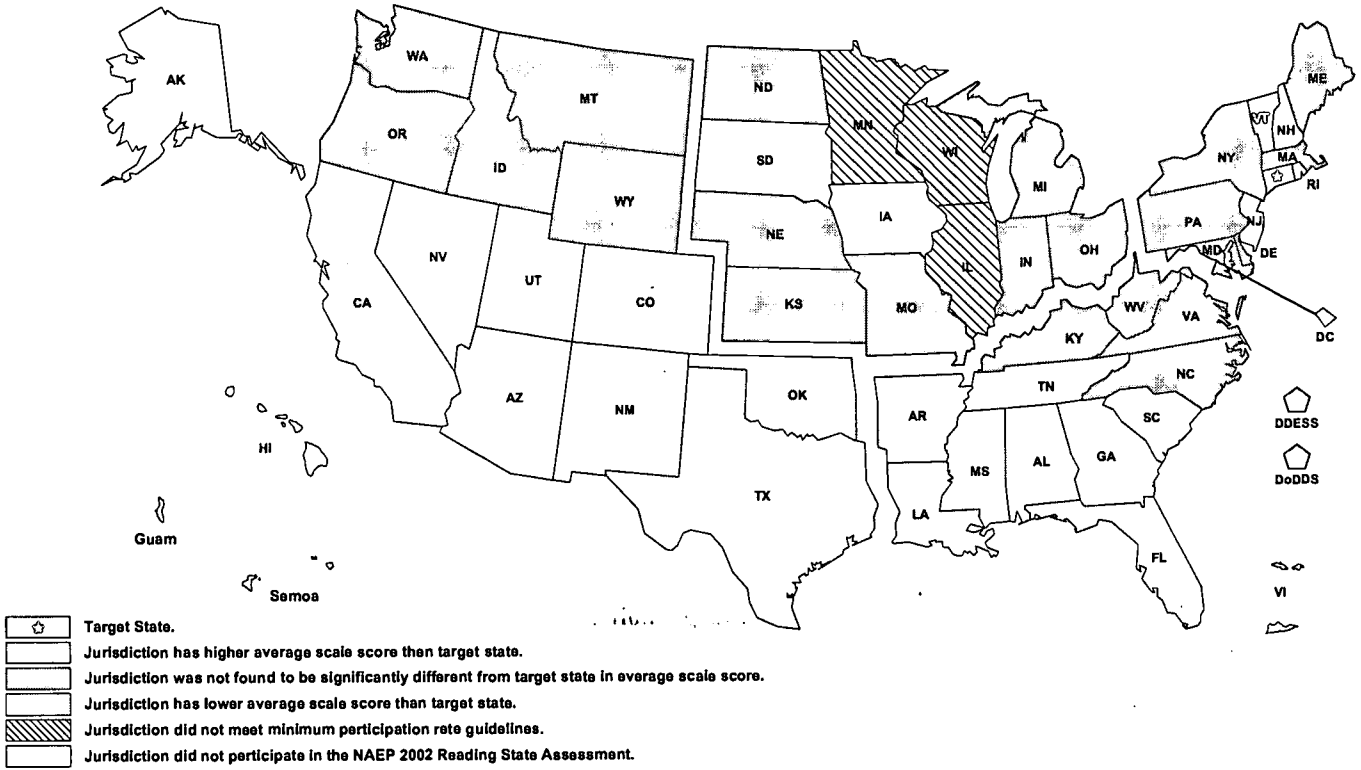 AK
WA
MT
ND
MN
ME
OR
ID
SD
WI
VT
NH
NY
MA
RI
WY
MI
IA
PA
NJ
NE
NV
UT
CO
CA
KS
MO
IL
IN
OH
MD
DE
WV
VA
DC
KY
NC
TN
AZ
NM
OK
AR
SC
DDESS
HI
MS
AL
GA
DoDDS
TX
LA
Guam
FL
VI
Semoa
Target State.
Jurisdiction has higher average scale score then target state.
Jurisdiction was not found to be significantly different from target state in everage scale score.
Jurisdiction has lower average scale score than target state.
Jurisdiction did not meet minimum perticipation rete guidelines.
Jurisdiction did not perticipate in the NAEP 2002 Reading State Assessment.